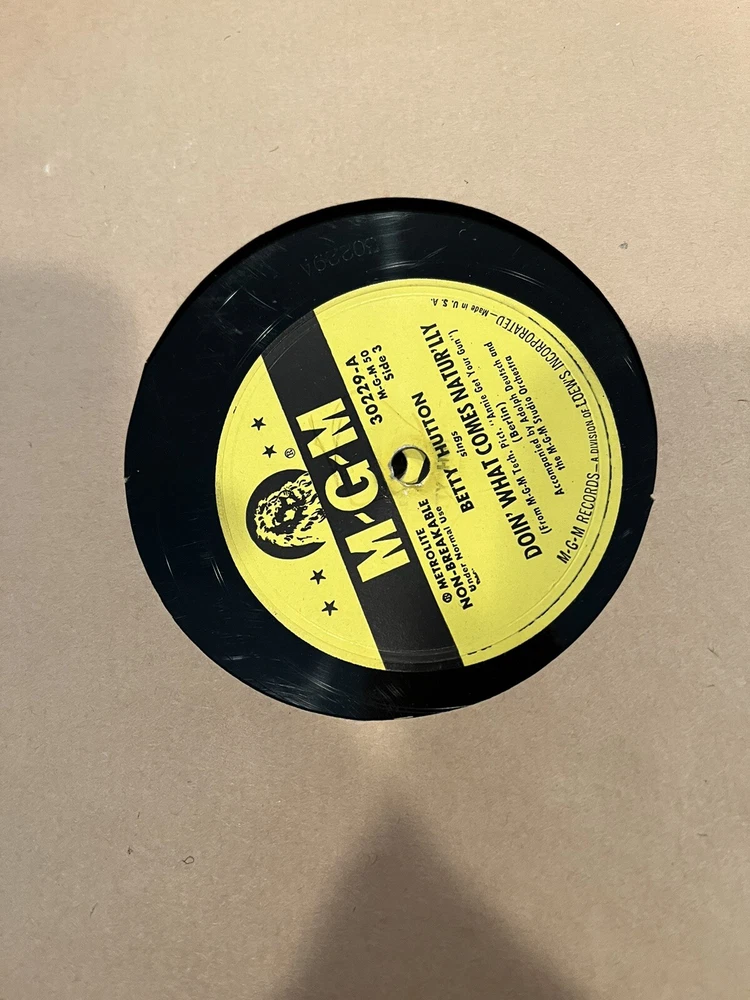 30229A
®
M-G-M
® METROLITE
NON-BREAKABLE
Under Normal Use
30229-A
M-G-M 50
Side 3
BETTY HUTTON
sings
DOIN' WHAT COMES NATUR'LLY
(From M-G-M Tech. Pict. "Annie Get Your Gun")
(Berlin)
Accompanied by Adolph Deutsch and
the M-G-M Studio Orchestra
M-G-M RECORDS—A DIVISION OF LOEW'S INCORPORATED—Made in U. S. A.